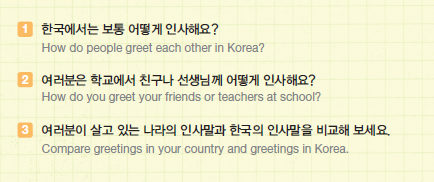 1 한국에서는 보통 어떻게 인사해요?
How do people greet each other in Korea?
2 여러분은 학교에서 친구나 선생님께 어떻게 인사해요?
How do you greet your friends or teachers at school?
3 여러분이 살고 있는 나라의 인사말과 한국의 인사말을 비교해 보세요.
Compare greetings in your country and greetings in Korea.